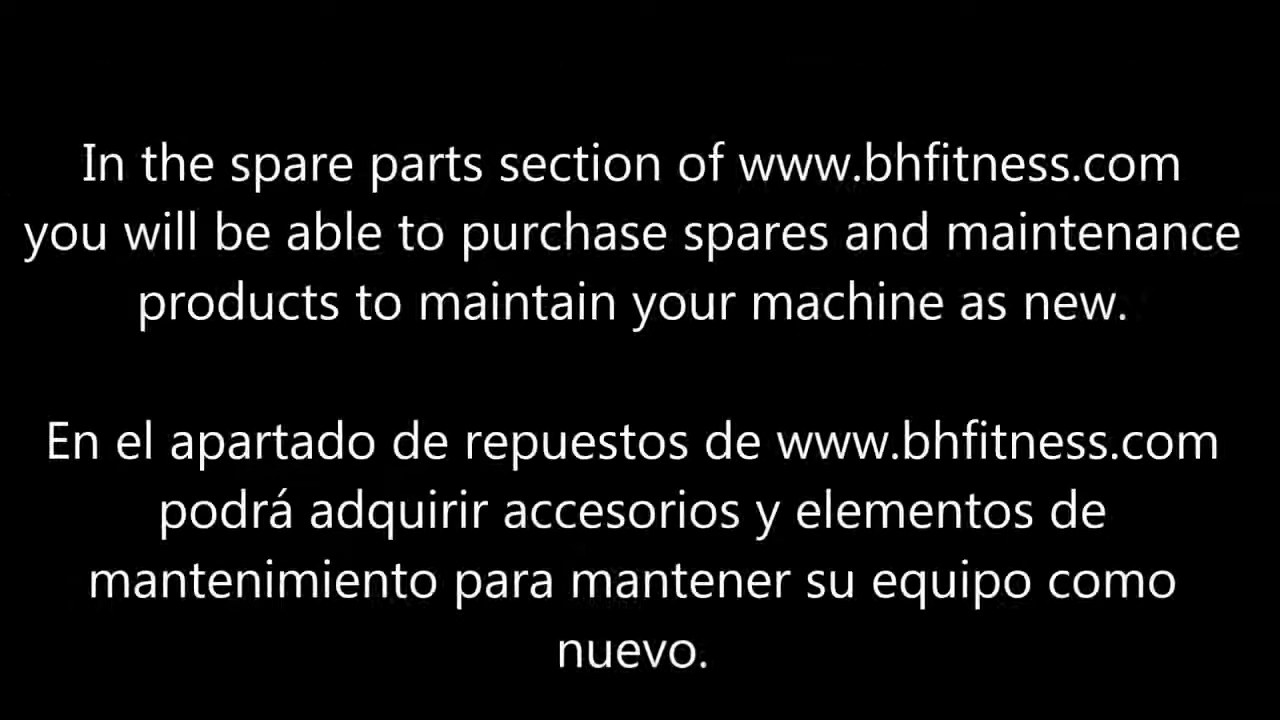 In the spare parts section of www.bhfitness.com
you will be able to purchase spares and maintenance
products to maintain your machine as new.
En el apartado de repuestos de www.bhfitness.com
podrá adquirir accesorios y elementos de
mantenimiento para mantener su equipo como
nuevo.